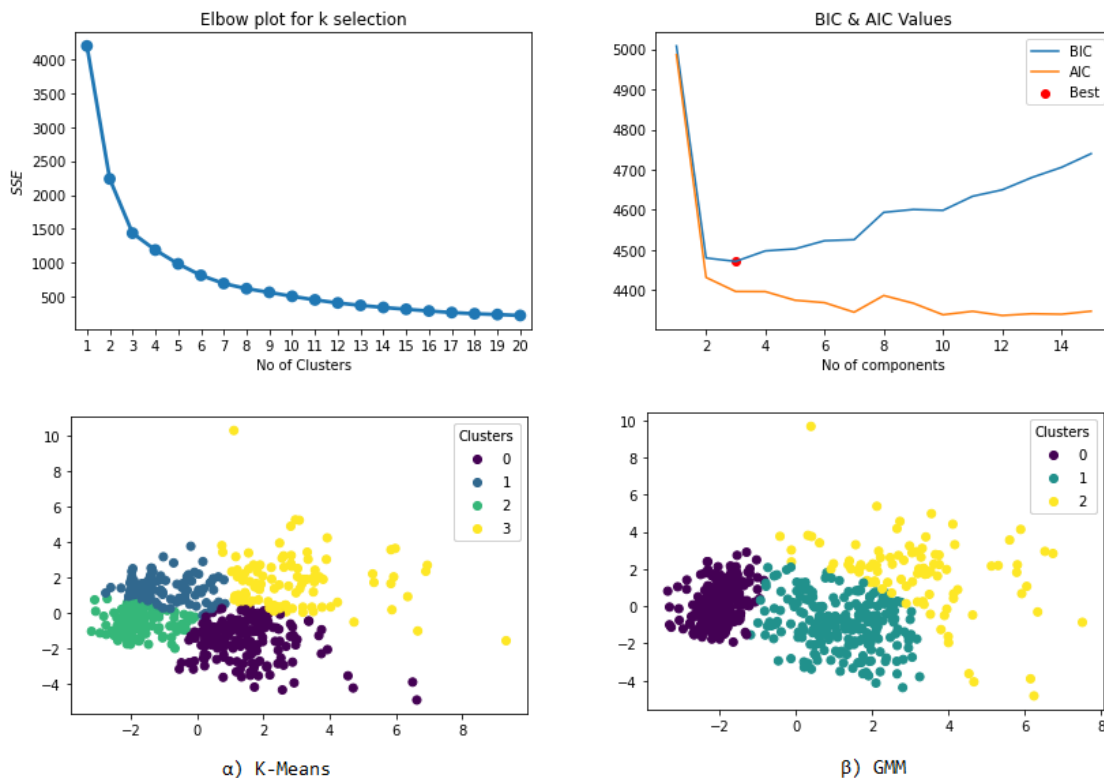 Elbow plot for k selection
4000
3500
3000
2500
2000
1500
1000
500
SSE
1 2 3 4 5 6 7 8 9 10 11 12 13 14 15 16 17 18 19 20
No of Clusters
BIC & AIC Values
5000
4900
4800
4700
4600
4500
4400
BIC
AIC
Best
2 4 6 8 10 12 14
No of components
10
8
6
4
2
0
−2
−4
Clusters
0
1
2
3
−2 0 2 4 6 8
α) K-Means
10
8
6
4
2
0
−2
−4
Clusters
0
1
2
−2 0 2 4 6 8
β) GMM